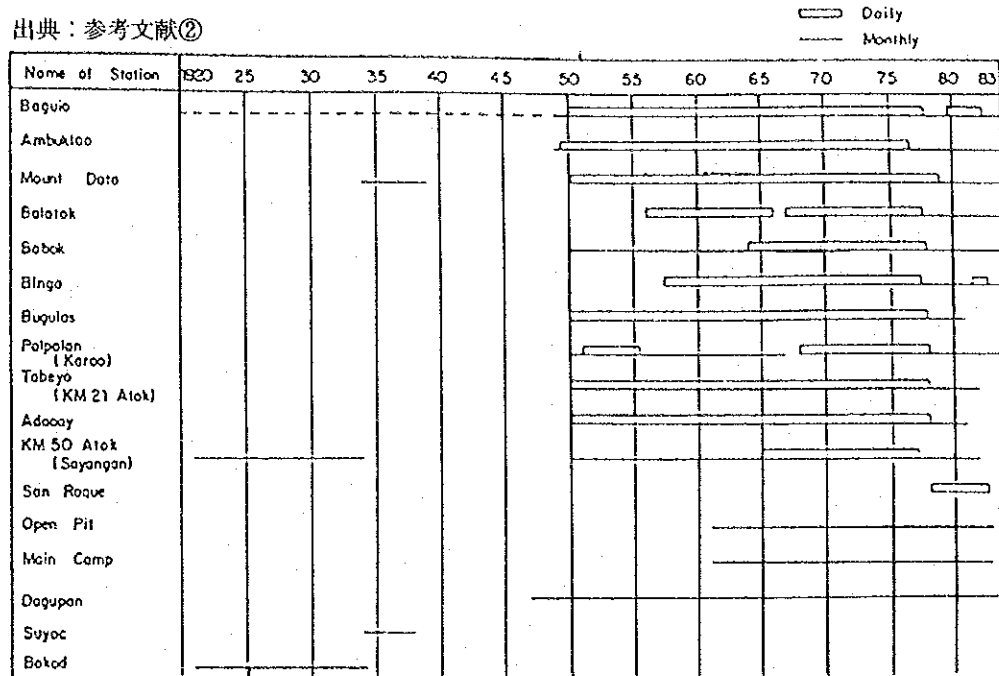 出典：参考文献②
Daily
Monthly
Name of Station 1920 25 30 35 40 45 50 55 60 65 70 75 80 83
Baguio
Ambuklao
Mount Data
Balatok
Bobok
Binga
Buguias
Palpalan
(Karao)
Tabeyo
(KM 21 Atok)
Adaoay
KM 50 Atok
(Sayangan)
San Roque
Open Pit
Main Camp
Dagupan
Suyoc
Bokod